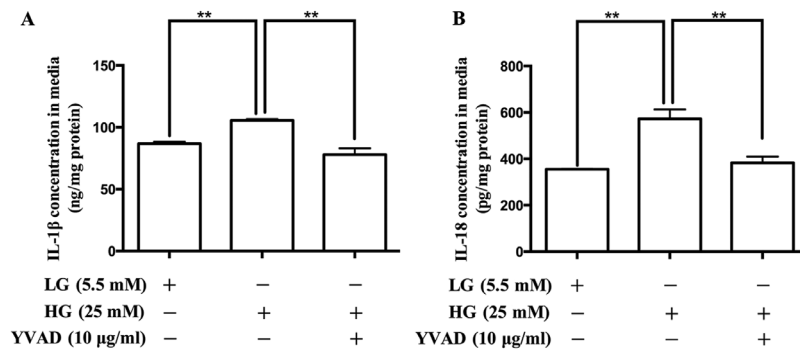 A
** **
IL-1β concentration in media
(ng/mg protein)
150
100
50
0
LG (5.5 mM) + − −
HG (25 mM) − + +
YVAD (10 μg/ml) − − +
B
** **
IL-18 concentration in media
(pg/mg protein)
800
600
400
200
0
LG (5.5 mM) + − −
HG (25 mM) − + +
YVAD (10 μg/ml) − − +